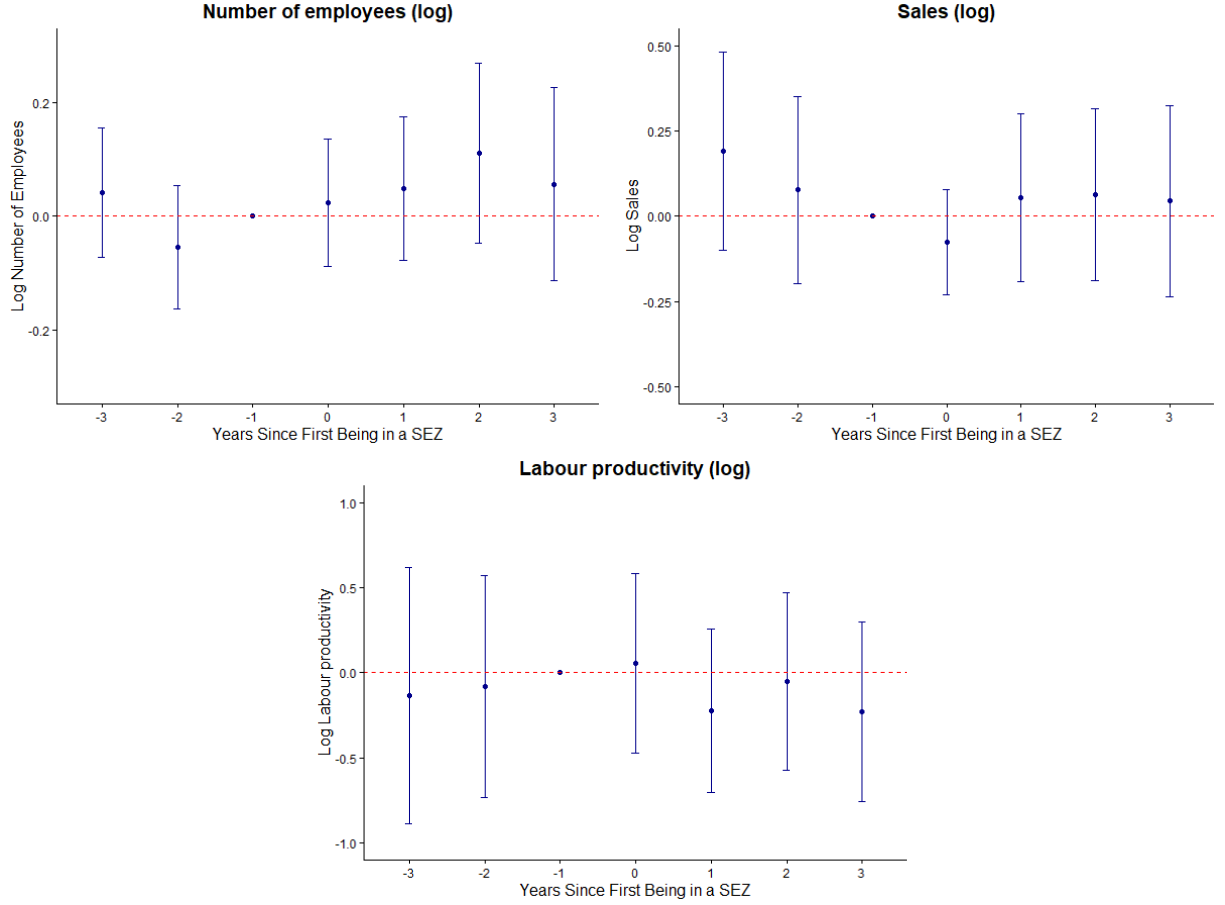 Number of employees (log)
Log Number of Employees
0.2
0.0
-0.2
-3 -2 -1 0 1 2 3
Years Since First Being in a SEZ
Sales (log)
Log Sales
0.50
0.25
0.00
-0.25
-0.50
-3 -2 -1 0 1 2 3
Years Since First Being in a SEZ
Labour productivity (log)
Log Labour productivity
1.0
0.5
0.0
-0.5
-1.0
-3 -2 -1 0 1 2 3
Years Since First Being in a SEZ